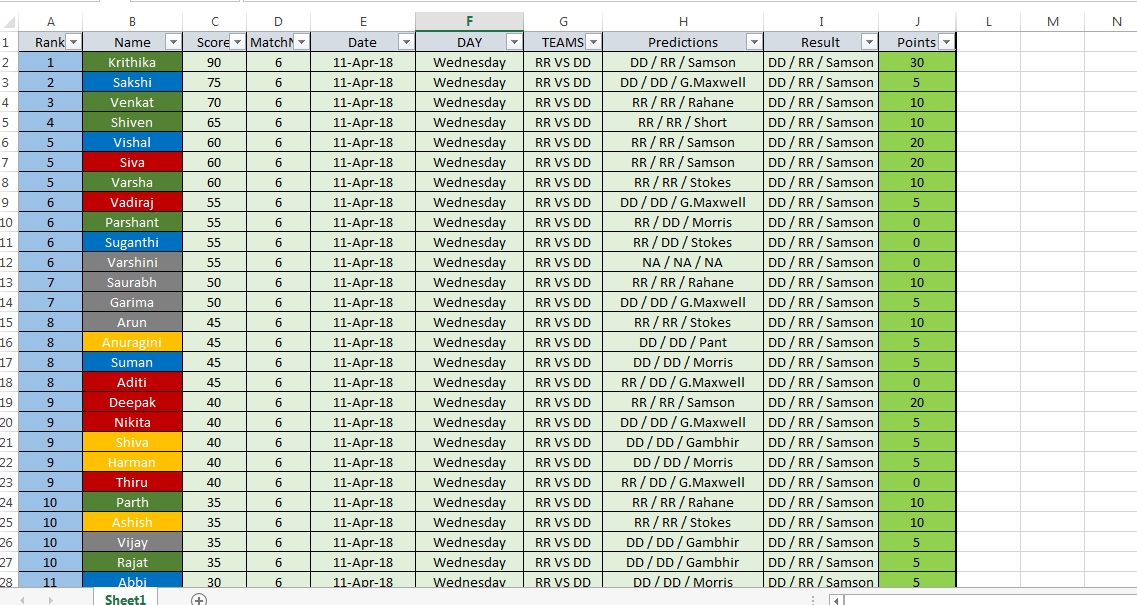 A B C D E F G H I J L M N
1 Rank Name Score Date DAY TEAMS Predictions Result Points
2 1 Krithika 90 6 11-Apr-18 Wednesday RR VS DD DD / RR / Samson DD / RR / Samson 30
3 2 Sakshi 75 6 11-Apr-18 Wednesday RR VS DD DD / DD / G.Maxwell DD / RR / Samson 5
4 3 Venkat 70 6 11-Apr-18 Wednesday RR VS DD RR / RR / Rahane DD / RR / Samson 10
5 4 Shiven 65 6 11-Apr-18 Wednesday RR VS DD RR / RR / Short DD / RR / Samson 10
6 5 Vishal 60 6 11-Apr-18 Wednesday RR VS DD RR / RR / Samson DD / RR / Samson 20
7 5 Siva 60 6 11-Apr-18 Wednesday RR VS DD RR / RR / Samson DD / RR / Samson 20
8 5 Varsha 60 6 11-Apr-18 Wednesday RR VS DD RR / RR / Stokes DD / RR / Samson 10
9 6 Vadiraj 55 6 11-Apr-18 Wednesday RR VS DD DD / DD / G.Maxwell DD / RR / Samson 5
10 6 Parshant 55 6 11-Apr-18 Wednesday RR VS DD RR / DD / Morris DD / RR / Samson 0
11 6 Suganthi 55 6 11-Apr-18 Wednesday RR VS DD RR / DD / Stokes DD / RR / Samson 0
12 6 Varshini 55 6 11-Apr-18 Wednesday RR VS DD NA / NA / NA DD / RR / Samson 0
13 7 Saurabh 50 6 11-Apr-18 Wednesday RR VS DD RR / RR / Rahane DD / RR / Samson 10
14 7 Garima 50 6 11-Apr-18 Wednesday RR VS DD DD / DD / G.Maxwell DD / RR / Samson 5
15 8 Arun 45 6 11-Apr-18 Wednesday RR VS DD RR / RR / Stokes DD / RR / Samson 10
16 8 Anuragini 45 6 11-Apr-18 Wednesday RR VS DD DD / DD / Pant DD / RR / Samson 5
17 8 Suman 45 6 11-Apr-18 Wednesday RR VS DD DD / DD / Morris DD / RR / Samson 5
18 8 Aditi 45 6 11-Apr-18 Wednesday RR VS DD RR / DD / G.Maxwell DD / RR / Samson 0
19 9 Deepak 40 6 11-Apr-18 Wednesday RR VS DD RR / RR / Samson DD / RR / Samson 20
20 9 Nikita 40 6 11-Apr-18 Wednesday RR VS DD DD / DD / G.Maxwell DD / RR / Samson 5
21 9 Shiva 40 6 11-Apr-18 Wednesday RR VS DD DD / DD / Gambhir DD / RR / Samson 5
22 9 Harman 40 6 11-Apr-18 Wednesday RR VS DD DD / DD / Morris DD / RR / Samson 5
23 9 Thiru 40 6 11-Apr-18 Wednesday RR VS DD RR / DD / G.Maxwell DD / RR / Samson 0
24 10 Parth 35 6 11-Apr-18 Wednesday RR VS DD RR / RR / Rahane DD / RR / Samson 10
25 10 Ashish 35 6 11-Apr-18 Wednesday RR VS DD RR / RR / Stokes DD / RR / Samson 10
26 10 Vijay 35 6 11-Apr-18 Wednesday RR VS DD DD / DD / Gambhir DD / RR / Samson 5
27 10 Rajat 35 6 11-Apr-18 Wednesday RR VS DD DD / DD / Gambhir DD / RR / Samson 5
28 11 Abbi 30 6 11-Apr-18 Wednesday RR VS DD DD / DD / Morris DD / RR / Samson 5
Sheet1